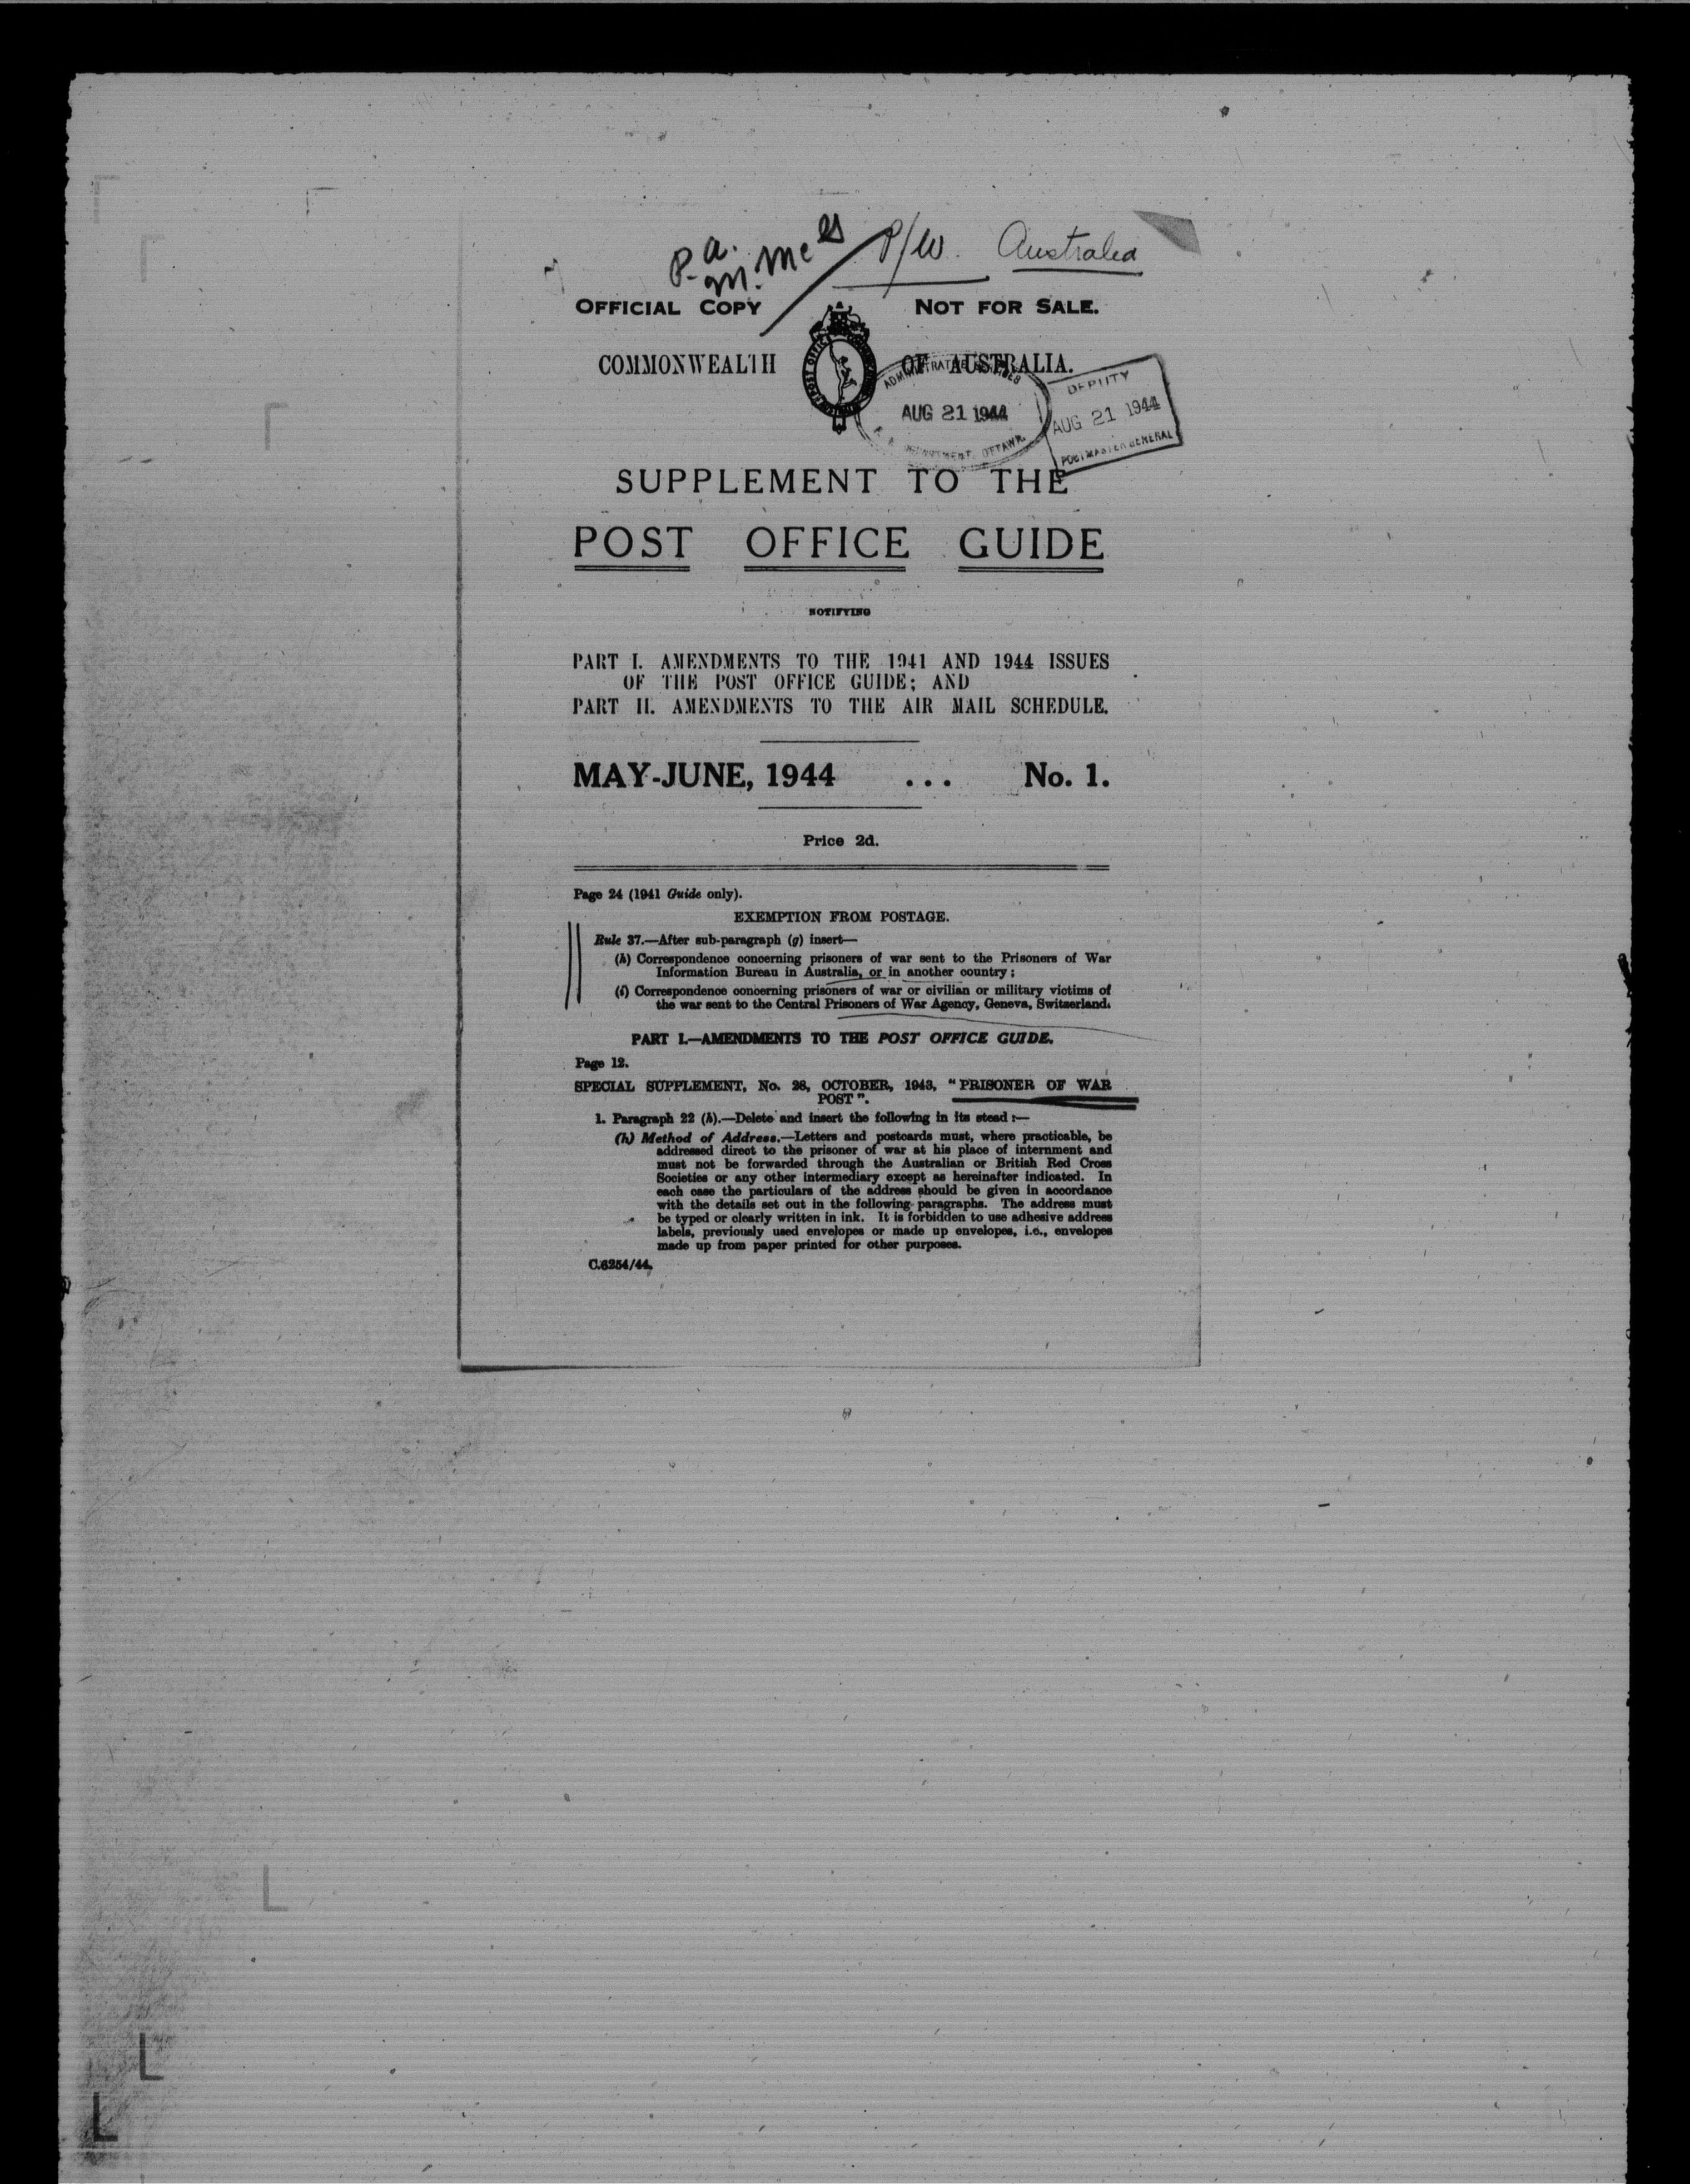 P/W. Australia
OFFICIAL COPY NOT FOR SALE.
COMMONWEALTH OF AUSTRALIA.
ADMINISTRATIVE
AUG 21 1944
OTTAWA.
DEPUTY
AUG 21 1944
POSTMASTER GENERAL
SUPPLEMENT TO THE
POST OFFICE GUIDE
NOTIFYING
PART I. AMENDMENTS TO THE 1941 AND 1944 ISSUES
OF THE POST OFFICE GUIDE; AND
PART II. AMENDMENTS TO THE AIR MAIL SCHEDULE.
MAY-JUNE, 1944 ... No. 1.
Price 2d.
Page 24 (1941 Guide only).
EXEMPTION FROM POSTAGE.
Rule 37.—After sub-paragraph (g) insert—
(h) Correspondence concerning prisoners of war sent to the Prisoners of War
Information Bureau in Australia, or in another country;
(i) Correspondence concerning prisoners of war or civilian or military victims of
the war sent to the Central Prisoners of War Agency, Geneva, Switzerland.
PART I.—AMENDMENTS TO THE POST OFFICE GUIDE.
Page 12.
SPECIAL SUPPLEMENT, No. 28, OCTOBER, 1943, "PRISONER OF WAR
POST".
1. Paragraph 22 (h).—Delete and insert the following in its stead:—
(h) Method of Address.—Letters and postcards must, where practicable, be
addressed direct to the prisoner of war at his place of internment and
must not be forwarded through the Australian or British Red Cross
Societies or any other intermediary except as hereinafter indicated. In
each case the particulars of the address should be given in accordance
with the details set out in the following paragraphs. The address must
be typed or clearly written in ink. It is forbidden to use adhesive address
labels, previously used envelopes or made up envelopes, i.e., envelopes
made up from paper printed for other purposes.
C.6254/44.